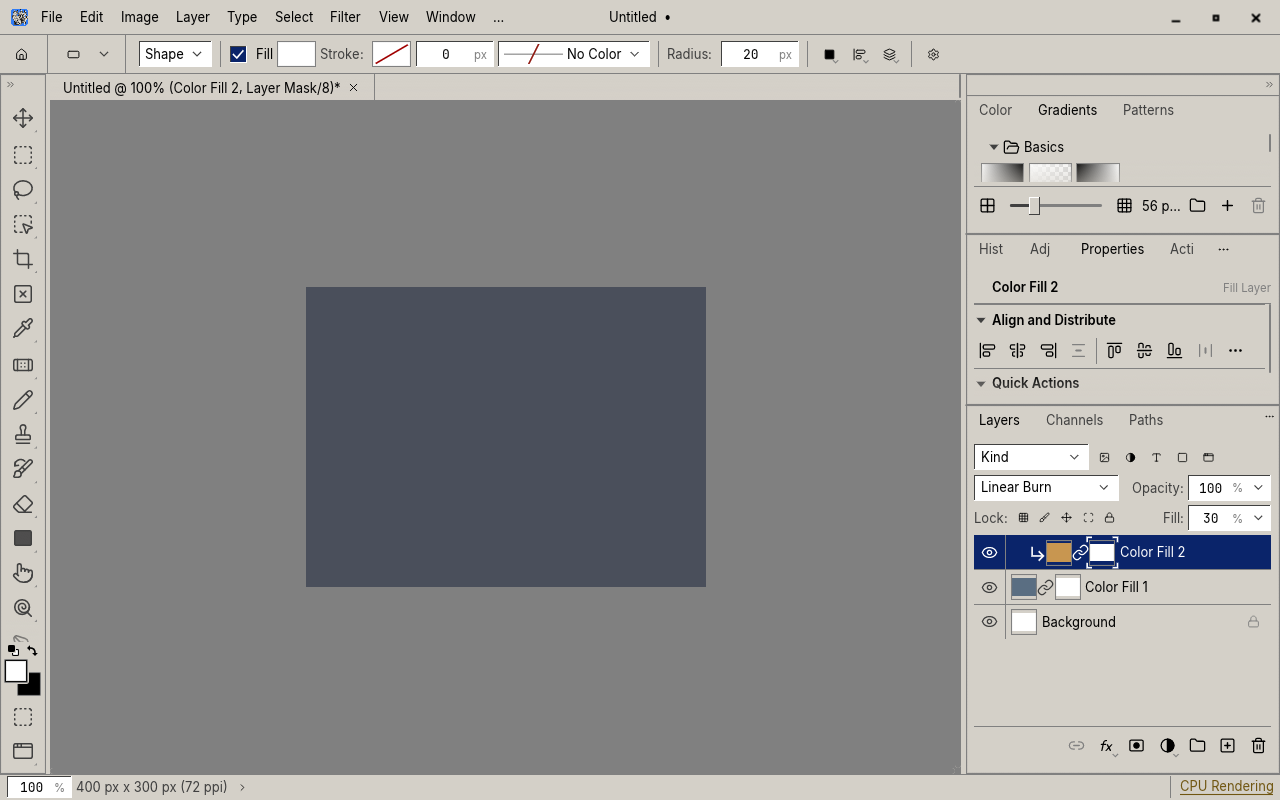 File Edit Image Layer Type Select Filter View Window ... Untitled •
Shape Fill Stroke: 0 px No Color Radius: 20 px
Untitled @ 100% (Color Fill 2, Layer Mask/8)*
Color Gradients Patterns
Basics
56 p...
Hist Adj Properties Acti
Color Fill 2 Fill Layer
Align and Distribute
Quick Actions
Layers Channels Paths
Kind
Linear Burn Opacity: 100 %
Lock: Fill: 30 %
Color Fill 2
Color Fill 1
Background
fx
100 % 400 px x 300 px (72 ppi) CPU Rendering